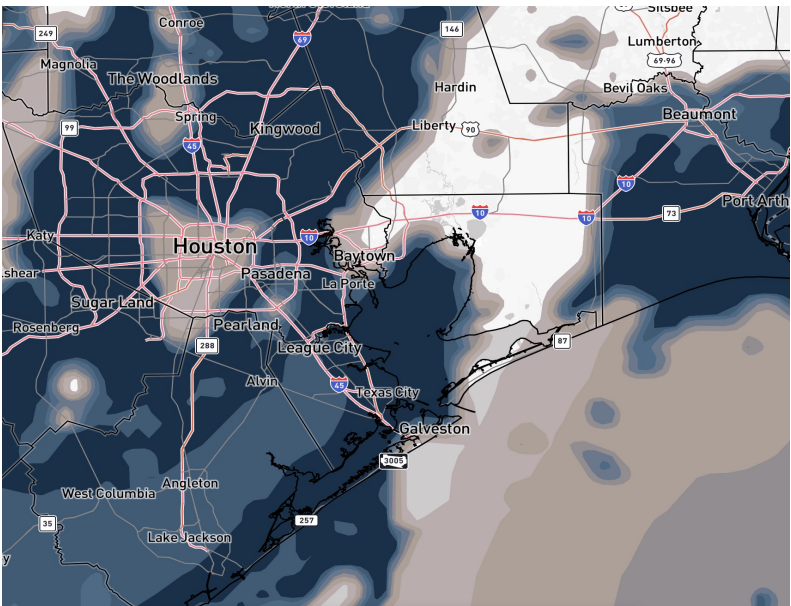 Silsbee
Conroe
249
69
146
Lumberton
Magnolia
69-96
The Woodlands
Hardin
Bevil Oaks
Spring
Beaumont
99
Kingwood
Liberty
90
45
10
Port Arth
10
10
73
Katy
Houston
10
Baytown
lshear
Pasadena
La Porte
Sugar Land
Rosenberg
Pearland
288
League City
87
Alvin
45
Texas City
Galveston
3005
Angleton
West Columbia
35
257
Lake Jackson
y